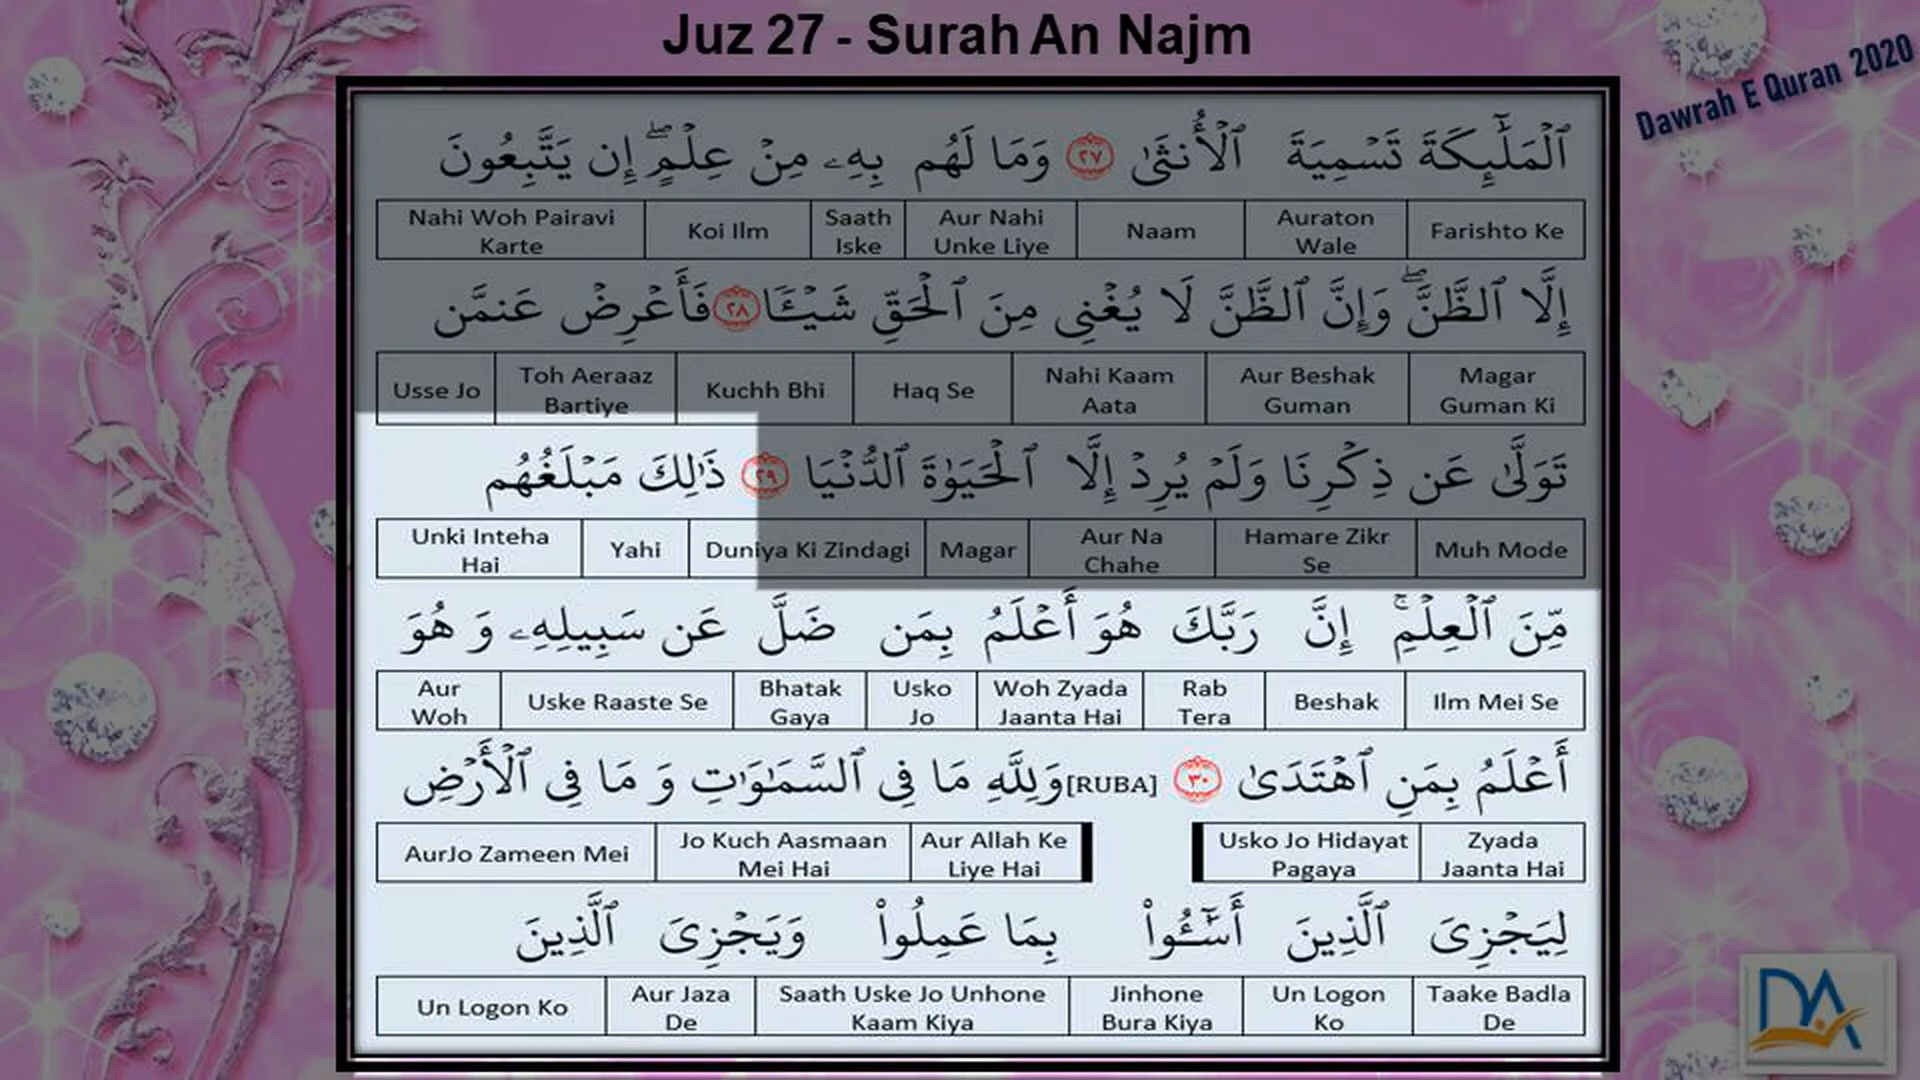 Juz 27 - Surah An Najm
Dawrah E Quran 2020
ٱلْمَلَـٰٓئِكَةَ تَسْمِيَةَ ٱلْأُنثَىٰ ٢٧ وَمَا لَهُم بِهِۦ مِنْ عِلْمٍ ۖ إِن يَتَّبِعُونَ
Farishto Ke | Auraton Wale | Naam | Aur Nahi Unke Liye | Saath Iske | Koi Ilm | Nahi Woh Pairavi Karte
إِلَّا ٱلظَّنَّ ۖ وَإِنَّ ٱلظَّنَّ لَا يُغْنِى مِنَ ٱلْحَقِّ شَيْـًٔا ٢٨ فَأَعْرِضْ عَنمَّن
Magar Guman Ki | Aur Beshak Guman | Nahi Kaam Aata | Haq Se | Kuchh Bhi | Toh Aeraaz Bartiye | Usse Jo
تَوَلَّىٰ عَن ذِكْرِنَا وَلَمْ يُرِدْ إِلَّا ٱلْحَيَوٰةَ ٱلدُّنْيَا ٢٩ ذَٰلِكَ مَبْلَغُهُم
Muh Mode | Hamare Zikr Se | Aur Na Chahe | Magar | Duniya Ki Zindagi | Yahi | Unki Inteha Hai
مِّنَ ٱلْعِلْمِ ۚ إِنَّ رَبَّكَ هُوَ أَعْلَمُ بِمَن ضَلَّ عَن سَبِيلِهِۦ وَ هُوَ
Ilm Mei Se | Beshak | Rab Tera | Woh Zyada Jaanta Hai | Usko Jo | Bhatak Gaya | Uske Raaste Se | Aur Woh
أَعْلَمُ بِمَنِ ٱهْتَدَىٰ ٣٠ [RUBA] وَلِلَّهِ مَا فِى ٱلسَّمَـٰوَٰتِ وَ مَا فِى ٱلْأَرْضِ
Zyada Jaanta Hai | Usko Jo Hidayat Pagaya | Aur Allah Ke Liye Hai | Jo Kuch Aasmaan Mei Hai | AurJo Zameen Mei
لِيَجْزِىَ ٱلَّذِينَ أَسَـٰٓـُٔوا۟ بِمَا عَمِلُوا۟ وَيَجْزِىَ ٱلَّذِينَ
Taake Badla De | Un Logon Ko | Jinhone Bura Kiya | Saath Uske Jo Unhone Kaam Kiya | Aur Jaza De | Un Logon Ko
DA